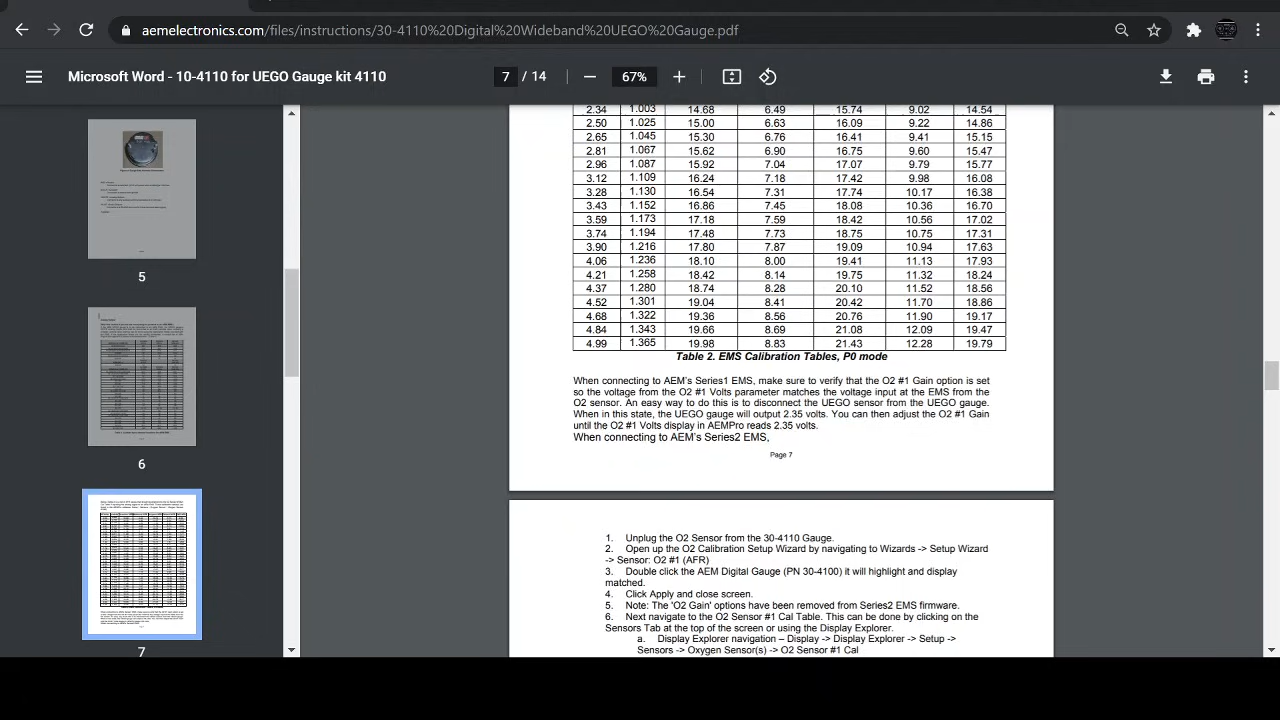 aemelectronics.com/files/instructions/30-4110%20Digital%20Wideband%20UEGO%20Gauge.pdf
Microsoft Word - 10-4110 for UEGO Gauge kit 4110
7 / 14
67%
5
6
7
2.34 1.003 14.68 6.49 15.74 9.02 14.54
2.50 1.025 15.00 6.63 16.09 9.22 14.86
2.65 1.045 15.30 6.76 16.41 9.41 15.15
2.81 1.067 15.62 6.90 16.75 9.60 15.47
2.96 1.087 15.92 7.04 17.07 9.79 15.77
3.12 1.109 16.24 7.18 17.42 9.98 16.08
3.28 1.130 16.54 7.31 17.74 10.17 16.38
3.43 1.152 16.86 7.45 18.08 10.36 16.70
3.59 1.173 17.18 7.59 18.42 10.56 17.02
3.74 1.194 17.48 7.73 18.75 10.75 17.31
3.90 1.216 17.80 7.87 19.09 10.94 17.63
4.06 1.236 18.10 8.00 19.41 11.13 17.93
4.21 1.258 18.42 8.14 19.75 11.32 18.24
4.37 1.280 18.74 8.28 20.10 11.52 18.56
4.52 1.301 19.04 8.41 20.42 11.70 18.86
4.68 1.322 19.36 8.56 20.76 11.90 19.17
4.84 1.343 19.66 8.69 21.08 12.09 19.47
4.99 1.365 19.98 8.83 21.43 12.28 19.79
Table 2. EMS Calibration Tables, P0 mode
When connecting to AEM's Series1 EMS, make sure to verify that the O2 #1 Gain option is set
so the voltage from the O2 #1 Volts parameter matches the voltage input at the EMS from the
O2 sensor. An easy way to do this is to disconnect the UEGO sensor from the UEGO gauge.
When in this state, the UEGO gauge will output 2.35 volts. You can then adjust the O2 #1 Gain
until the O2 #1 Volts display in AEMPro reads 2.35 volts.
When connecting to AEM's Series2 EMS,
Page 7
1. Unplug the O2 Sensor from the 30-4110 Gauge.
2. Open up the O2 Calibration Setup Wizard by navigating to Wizards -> Setup Wizard
-> Sensor: O2 #1 (AFR)
3. Double click the AEM Digital Gauge (PN 30-4100) it will highlight and display
matched.
4. Click Apply and close screen.
5. Note: The 'O2 Gain' options have been removed from Series2 EMS firmware.
6. Next navigate to the O2 Sensor #1 Cal Table. This can be done by clicking on the
Sensors Tab at the top of the screen or using the Display Explorer.
a. Display Explorer navigation – Display -> Display Explorer -> Setup ->
Sensors -> Oxygen Sensor(s) -> O2 Sensor #1 Cal